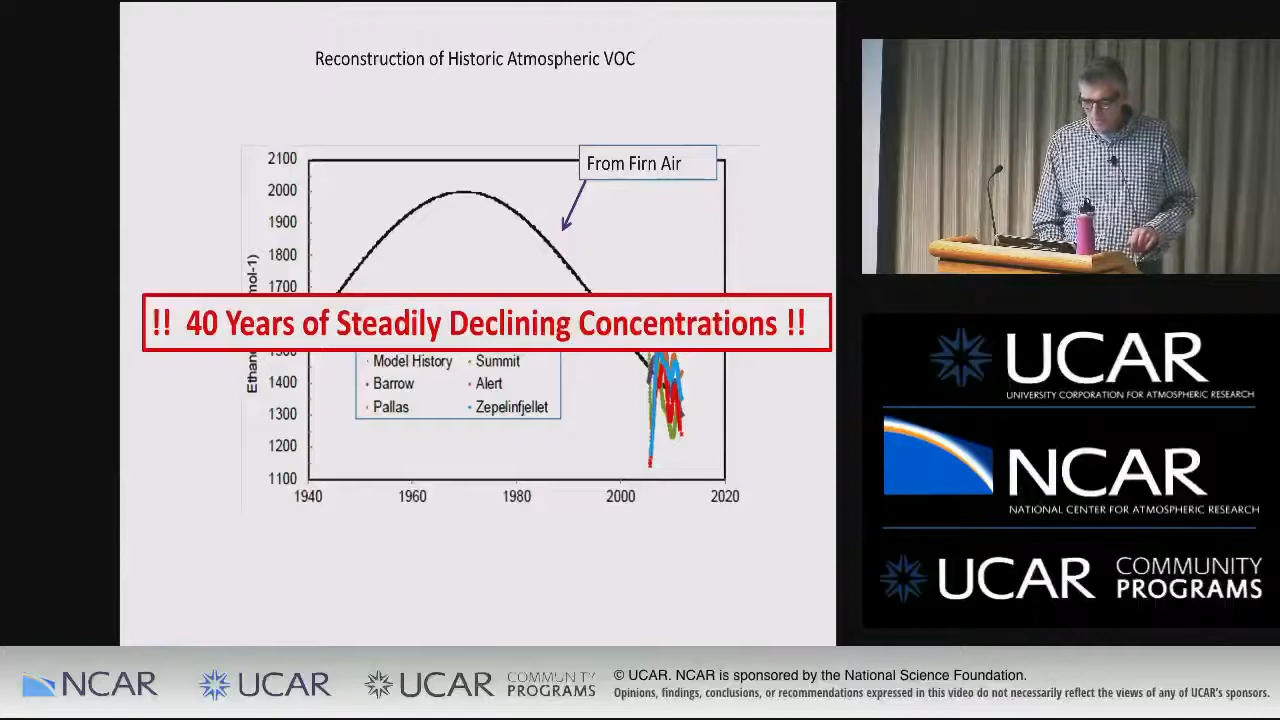 Reconstruction of Historic Atmospheric VOC
2100
2000
1900
1800
1700
1400
1300
1200
1100
From Firn Air
!! 40 Years of Steadily Declining Concentrations !!
Model History
Summit
Barrow
Alert
Pallas
Zepelinfjellet
1940
1960
1980
2000
2020
UCAR
UNIVERSITY CORPORATION FOR ATMOSPHERIC RESEARCH
NCAR
NATIONAL CENTER FOR ATMOSPHERIC RESEARCH
UCAR COMMUNITY
PROGRAMS
NCAR
UCAR
UCAR COMMUNITY
PROGRAMS
© UCAR. NCAR is sponsored by the National Science Foundation.
Opinions, findings, conclusions, or recommendations expressed in this video do not necessarily reflect the views of any of UCAR's sponsors.